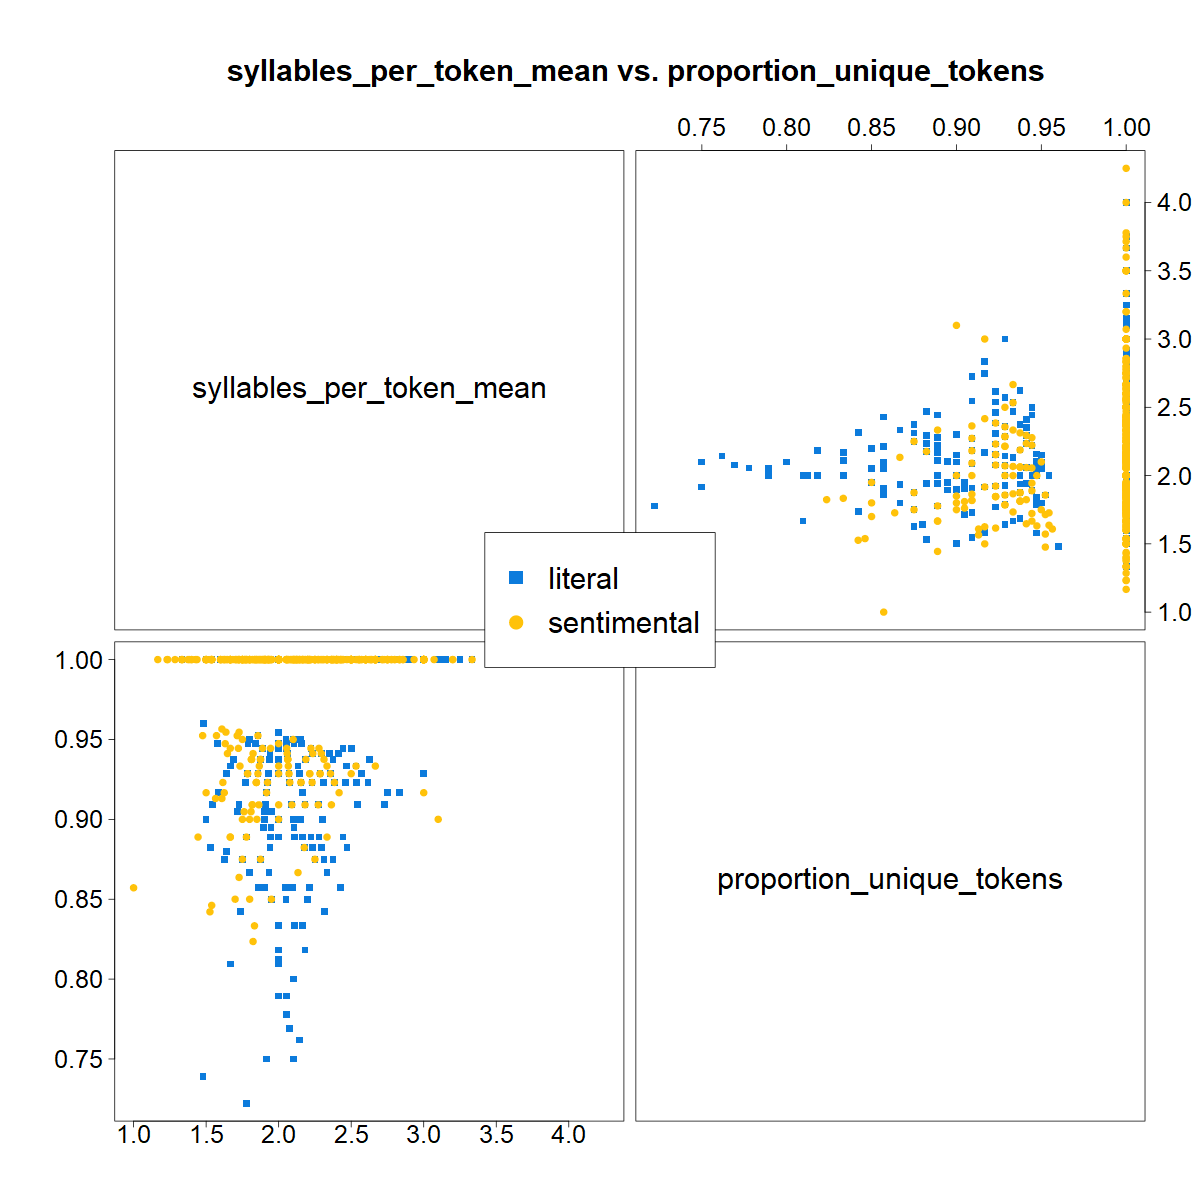 syllables_per_token_mean vs. proportion_unique_tokens
0.75 0.80 0.85 0.90 0.95 1.00
4.0
3.5
3.0
syllables_per_token_mean
2.5
2.0
1.5
literal
sentimental
1.0
1.00
0.95
0.90
proportion_unique_tokens
0.85
0.80
0.75
1.0 1.5 2.0 2.5 3.0 3.5 4.0